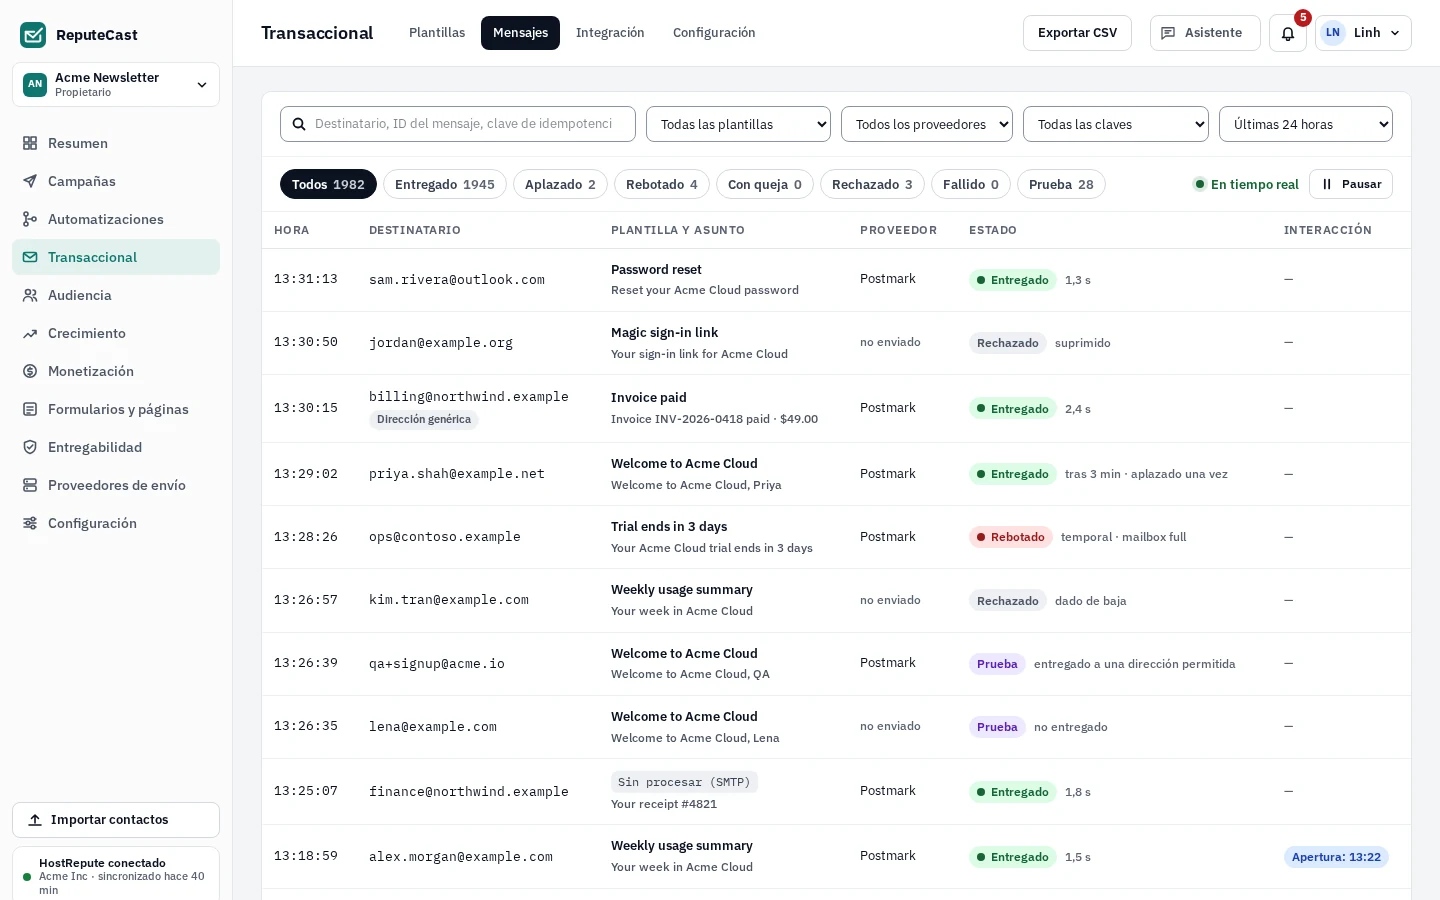 ReputeCast
AN
Acme Newsletter
Propietario
Resumen
Campañas
Automatizaciones
Transaccional
Audiencia
Crecimiento
Monetización
Formularios y páginas
Entregabilidad
Proveedores de envío
Configuración
Importar contactos
HostRepute conectado
Acme Inc · sincronizado hace 40
min
Transaccional
Plantillas
Mensajes
Integración
Configuración
Exportar CSV
Asistente
5
LN
Linh
Destinatario, ID del mensaje, clave de idempotenci
Todas las plantillas
Todos los proveedores
Todas las claves
Últimas 24 horas
Todos 1982
Entregado 1945
Aplazado 2
Rebotado 4
Con queja 0
Rechazado 3
Fallido 0
Prueba 28
En tiempo real
Pausar
HORA DESTINATARIO PLANTILLA Y ASUNTO PROVEEDOR ESTADO INTERACCIÓN
13:31:13 sam.rivera@outlook.com Password reset Postmark Entregado 1,3 s —
Reset your Acme Cloud password
13:30:50 jordan@example.org Magic sign-in link no enviado Rechazado suprimido —
Your sign-in link for Acme Cloud
13:30:15 billing@northwind.example Invoice paid Postmark Entregado 2,4 s —
Dirección genérica Invoice INV-2026-0418 paid · $49.00
13:29:02 priya.shah@example.net Welcome to Acme Cloud Postmark Entregado tras 3 min · aplazado una vez —
Welcome to Acme Cloud, Priya
13:28:26 ops@contoso.example Trial ends in 3 days Postmark Rebotado temporal · mailbox full —
Your Acme Cloud trial ends in 3 days
13:26:57 kim.tran@example.com Weekly usage summary no enviado Rechazado dado de baja —
Your week in Acme Cloud
13:26:39 qa+signup@acme.io Welcome to Acme Cloud Postmark Prueba entregado a una dirección permitida —
Welcome to Acme Cloud, QA
13:26:35 lena@example.com Welcome to Acme Cloud no enviado Prueba no entregado —
Welcome to Acme Cloud, Lena
13:25:07 finance@northwind.example Sin procesar (SMTP) Postmark Entregado 1,8 s —
Your receipt #4821
13:18:59 alex.morgan@example.com Weekly usage summary Postmark Entregado 1,5 s Apertura: 13:22
Your week in Acme Cloud